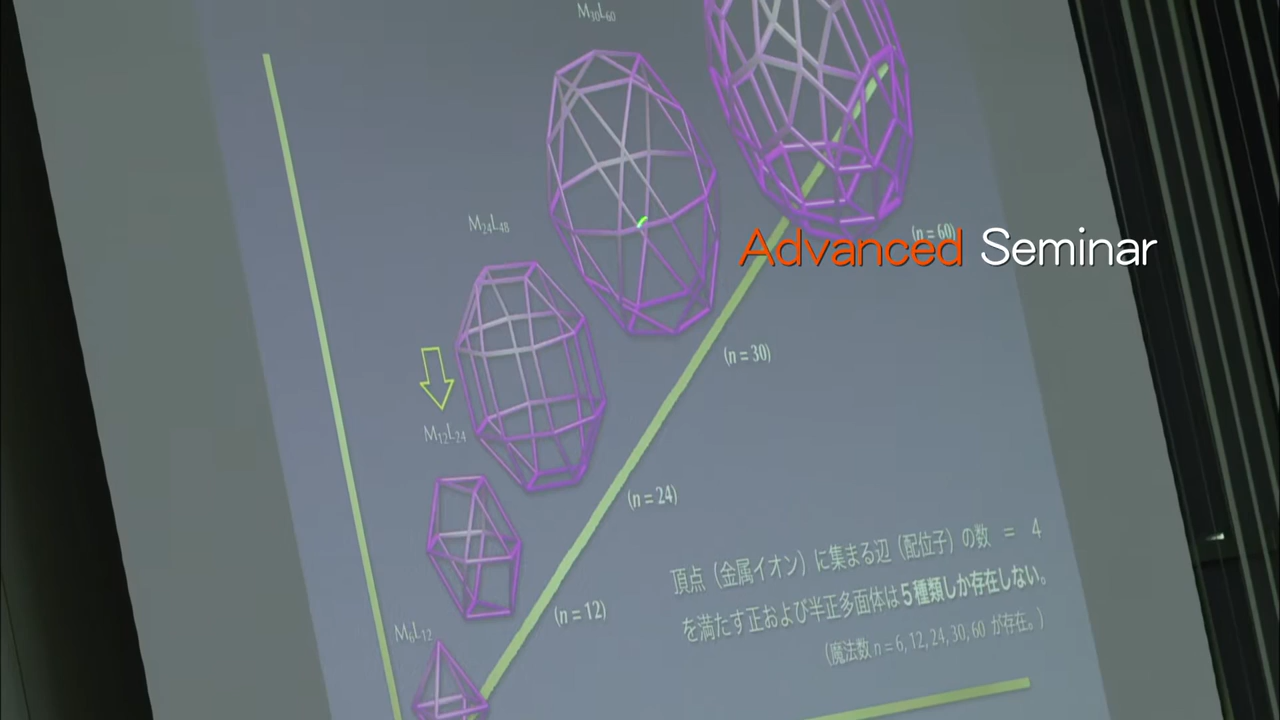 M30L60
M24L48
Advanced Seminar
(n = 60)
(n = 30)
M12L24
(n = 24)
(n = 12)
M6L12
頂点（金属イオン）に集まる辺（配位子）の数 = 4
を満たす正および半正多面体は5種類しか存在しない。
（魔法数 n = 6, 12, 24, 30, 60 が存在。）